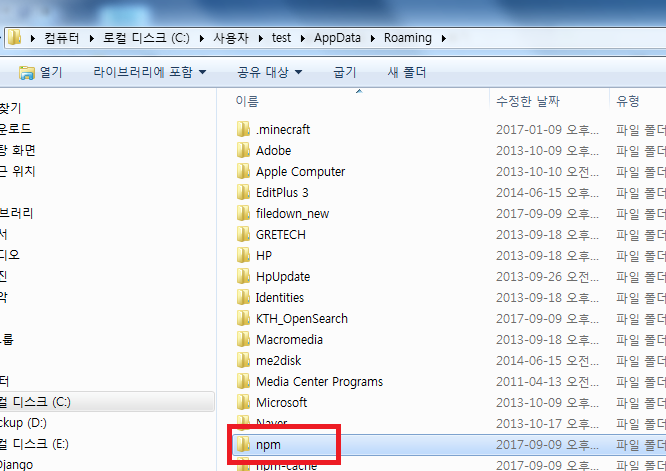 컴퓨터 ▸ 로컬 디스크 (C:) ▸ 사용자 ▸ test ▸ AppData ▸ Roaming ▸
열기 라이브러리에 포함 ▾ 공유 대상 ▾ 굽기 새 폴더
이름 수정한 날짜 유형
찾기
운로드
탕 화면
근 위치
브러리
서
디오
진
악
룹
터
컬 디스크 (C:)
ckup (D:)
컬 디스크 (E:)
Django
.minecraft 2017-01-09 오후... 파일 폴더
Adobe 2013-10-09 오후... 파일 폴더
Apple Computer 2013-10-10 오전... 파일 폴더
EditPlus 3 2014-06-15 오후... 파일 폴더
filedown_new 2017-09-09 오후... 파일 폴더
GRETECH 2013-09-18 오후... 파일 폴더
HP 2013-09-18 오후... 파일 폴더
HpUpdate 2013-09-26 오전... 파일 폴더
Identities 2013-09-18 오후... 파일 폴더
KTH_OpenSearch 2017-09-09 오후... 파일 폴더
Macromedia 2013-09-18 오후... 파일 폴더
me2disk 2014-06-15 오후... 파일 폴더
Media Center Programs 2011-04-13 오전... 파일 폴더
Microsoft 2013-10-09 오후... 파일 폴더
Naver 2013-10-17 오후... 파일 폴더
npm 2017-09-09 오후... 파일 폴더
npm-cache 2017-09-09 오후... 파일 폴더